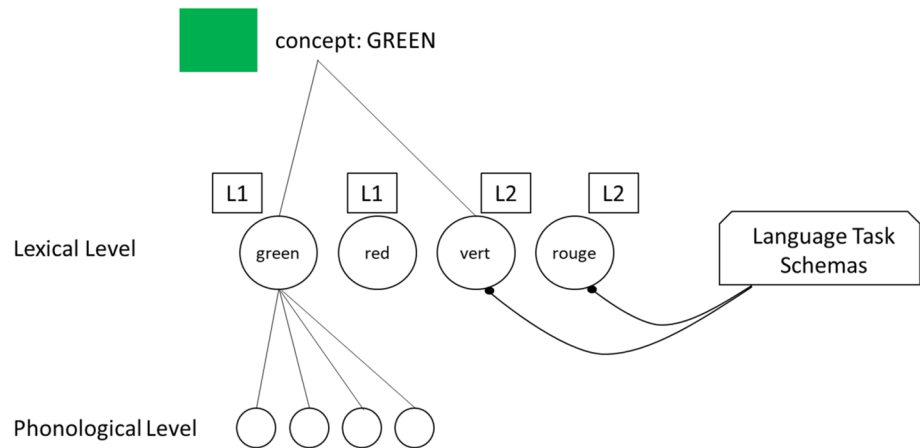 concept: GREEN
L1
L1
L2
L2
Lexical Level
green
red
vert
rouge
Language Task
Schemas
Phonological Level